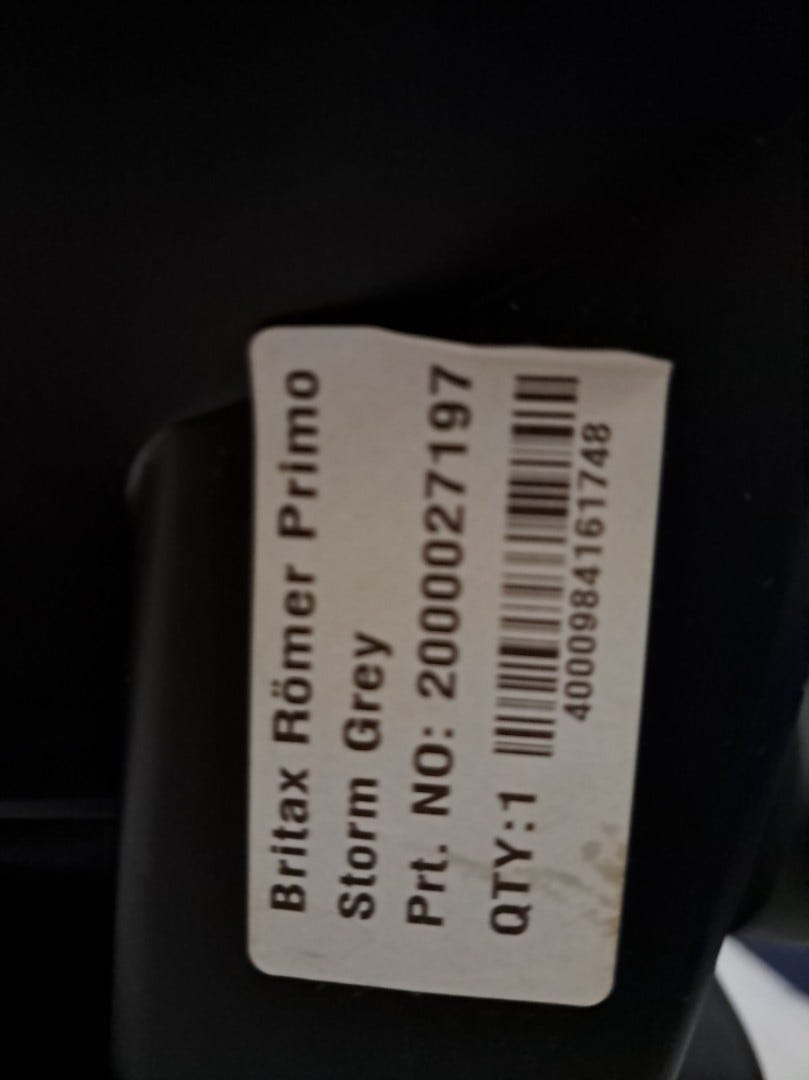 Britax Römer Primo
Storm Grey
Prt. NO: 2000027197
QTY:1
4000984161748